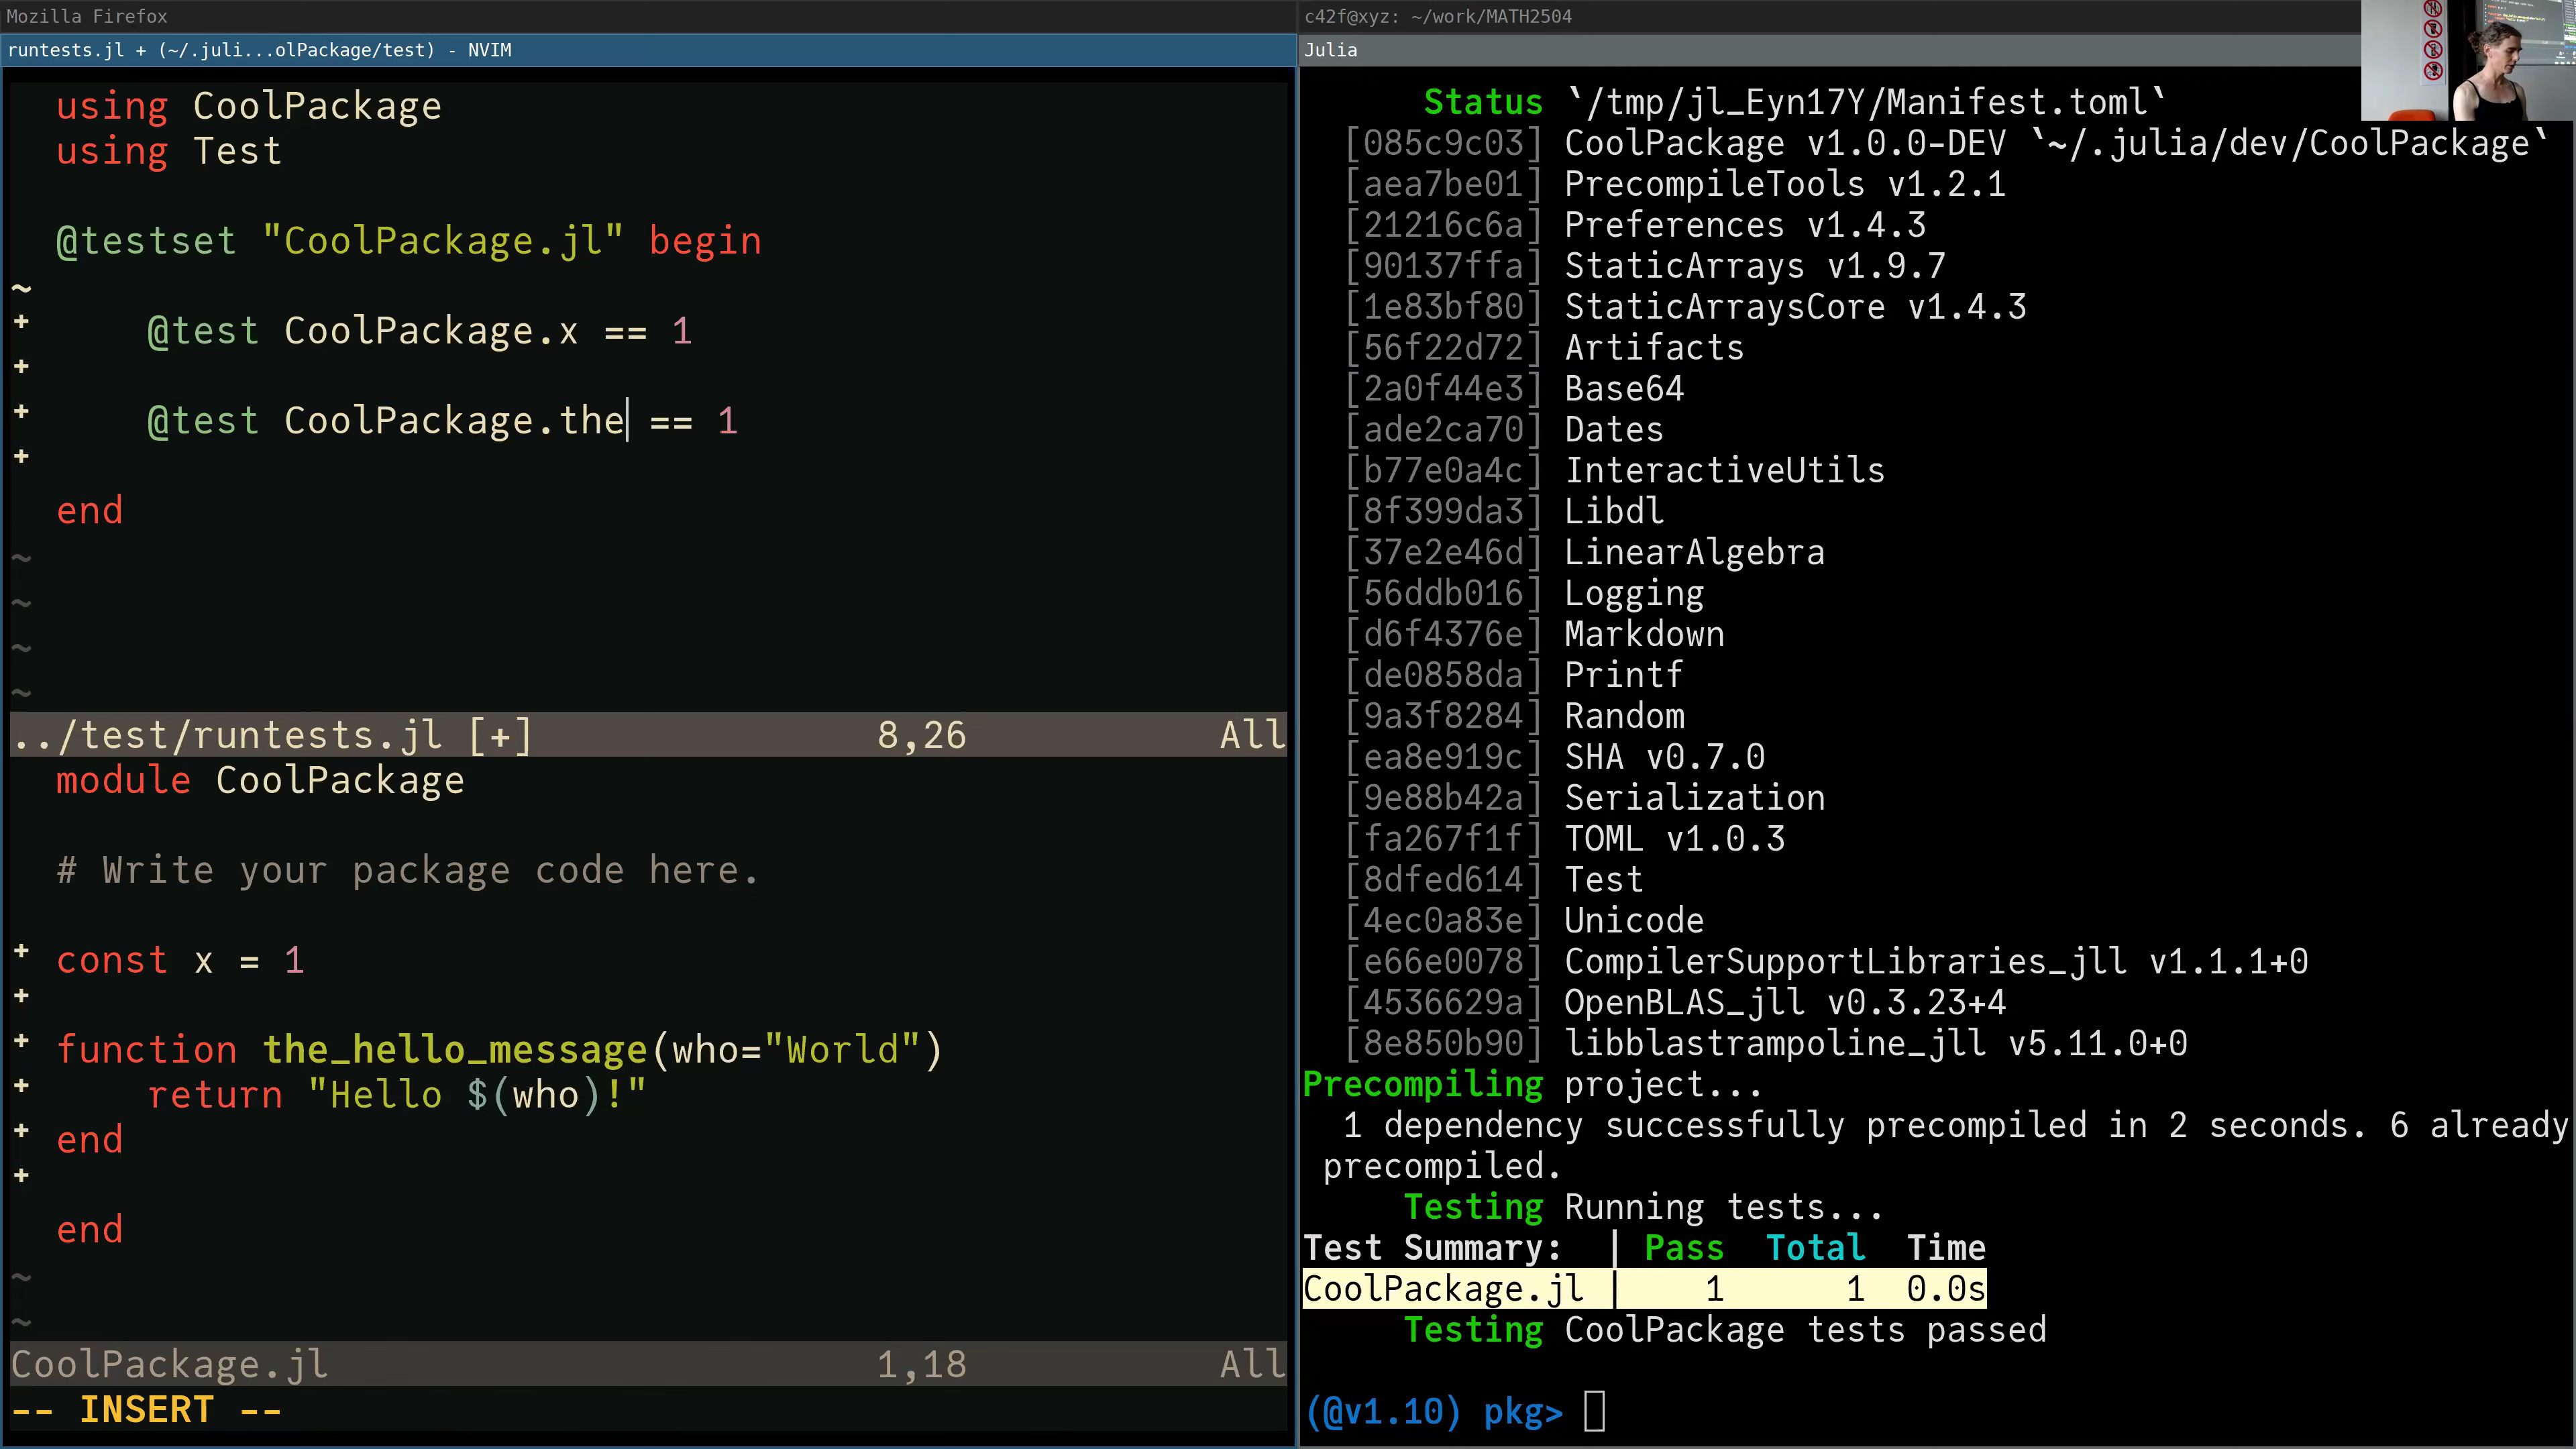 Mozilla Firefox
runtests.jl + (~/.juli...olPackage/test) - NVIM
using CoolPackage
using Test
@testset "CoolPackage.jl" begin
~
+
@test CoolPackage.x == 1
+
+
@test CoolPackage.the == 1
+
end
~
~
~
~
../test/runtests.jl [+] 8,26 All
module CoolPackage
# Write your package code here.
+ const x = 1
+
+ function the_hello_message(who="World")
+ return "Hello $(who)!"
+ end
+
end
~
~
CoolPackage.jl 1,18 All
-- INSERT --
c42f@xyz: ~/work/MATH2504
Julia
Status `/tmp/jl_Eyn17Y/Manifest.toml`
[085c9c03] CoolPackage v1.0.0-DEV `~/.julia/dev/CoolPackage`
[aea7be01] PrecompileTools v1.2.1
[21216c6a] Preferences v1.4.3
[90137ffa] StaticArrays v1.9.7
[1e83bf80] StaticArraysCore v1.4.3
[56f22d72] Artifacts
[2a0f44e3] Base64
[ade2ca70] Dates
[b77e0a4c] InteractiveUtils
[8f399da3] Libdl
[37e2e46d] LinearAlgebra
[56ddb016] Logging
[d6f4376e] Markdown
[de0858da] Printf
[9a3f8284] Random
[ea8e919c] SHA v0.7.0
[9e88b42a] Serialization
[fa267f1f] TOML v1.0.3
[8dfed614] Test
[4ec0a83e] Unicode
[e66e0078] CompilerSupportLibraries_jll v1.1.1+0
[4536629a] OpenBLAS_jll v0.3.23+4
[8e850b90] libblastrampoline_jll v5.11.0+0
Precompiling project...
1 dependency successfully precompiled in 2 seconds. 6 already
precompiled.
Testing Running tests...
Test Summary: | Pass Total Time
CoolPackage.jl | 1 1 0.0s
Testing CoolPackage tests passed
(@v1.10) pkg>